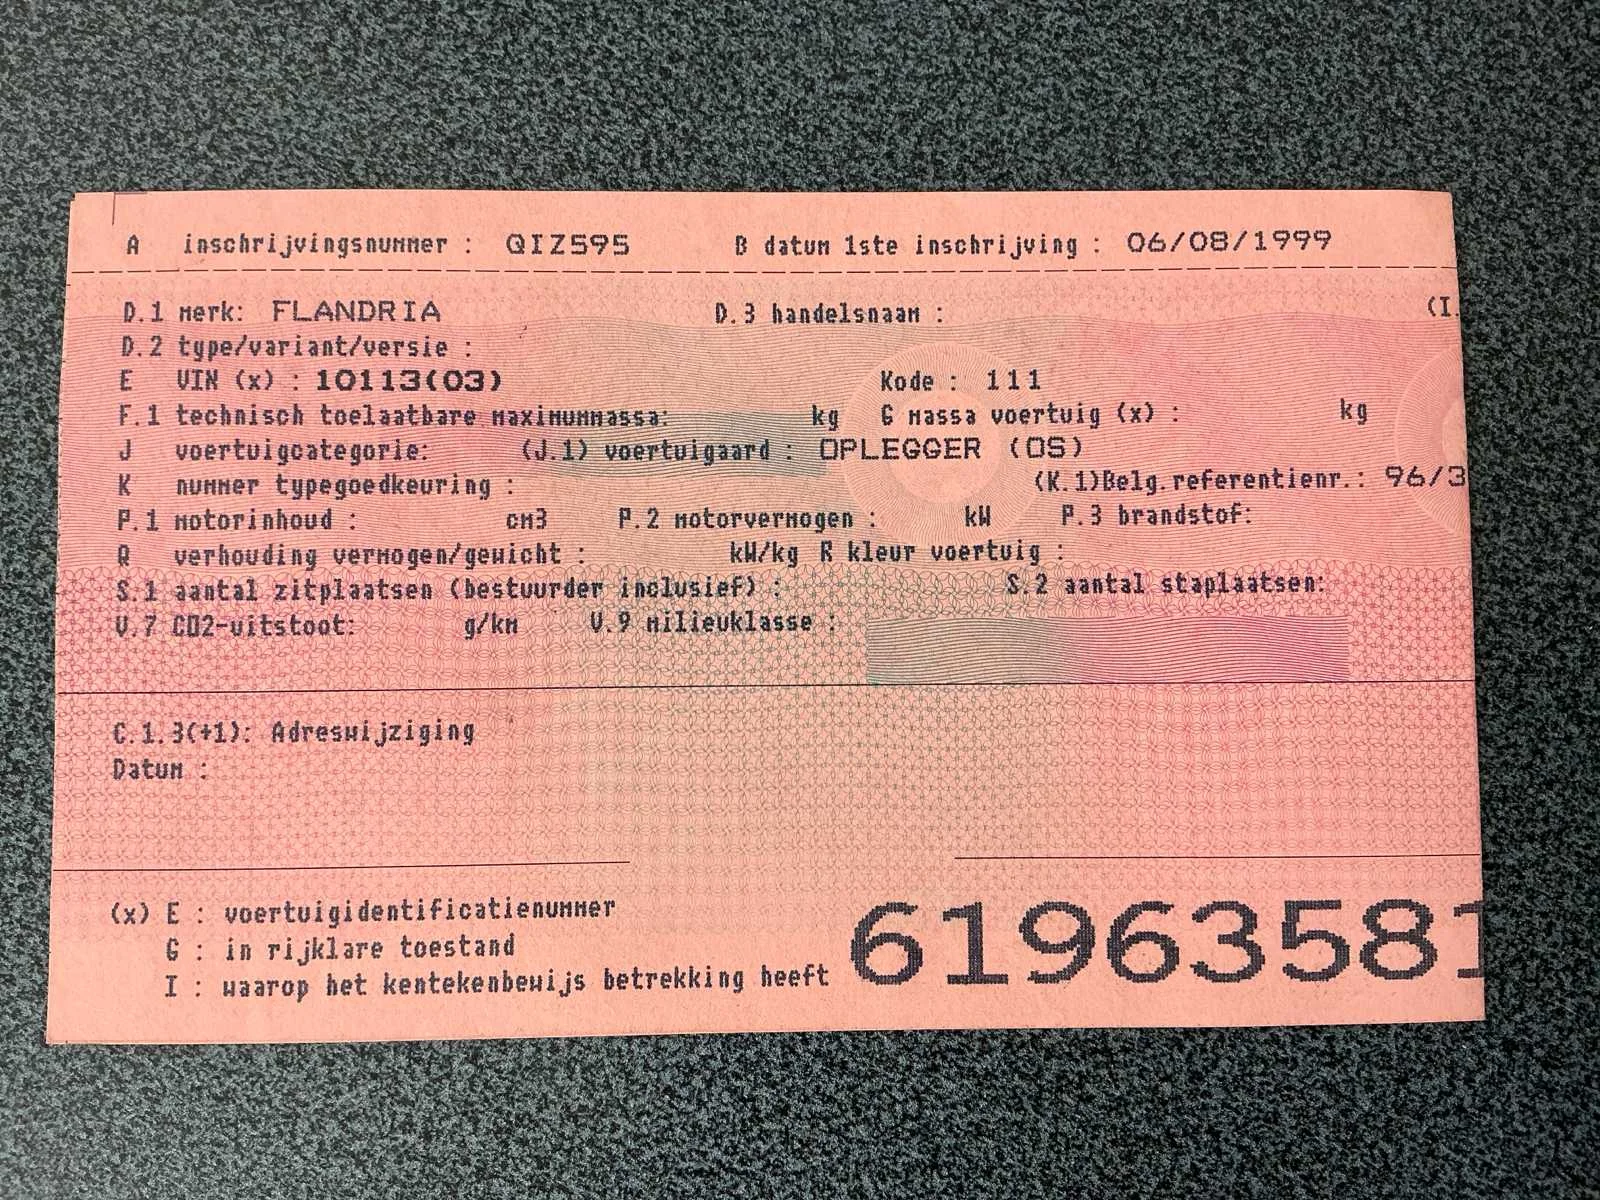 A inschrijvingsnummer : QIZ595 B datum 1ste inschrijving : 06/08/1999
D.1 merk: FLANDRIA D.3 handelsnaam : (I.
D.2 type/variant/versie :
E VIN (x) : 10113(03) Kode : 111
F.1 technisch toelaatbare maximummassa: kg G massa voertuig (x) : kg
J voertuigcategorie: (J.1) voertuigaard : OPLEGGER (OS)
K nummer typegoedkeuring : (K.1)Belg.referentienr.: 96/3
P.1 motorinhoud : cm3 P.2 motorvermogen : kW P.3 brandstof:
Q verhouding vermogen/gewicht : kW/kg R kleur voertuig :
S.1 aantal zitplaatsen (bestuurder inclusief) : S.2 aantal staplaatsen:
V.7 CO2-uitstoot: g/km V.9 milieuklasse :
C.1.3(+1): Adreswijziging
Datum :
(x) E : voertuigidentificatienummer
G : in rijklare toestand
I : waarop het kentekenbewijs betrekking heeft
61963581